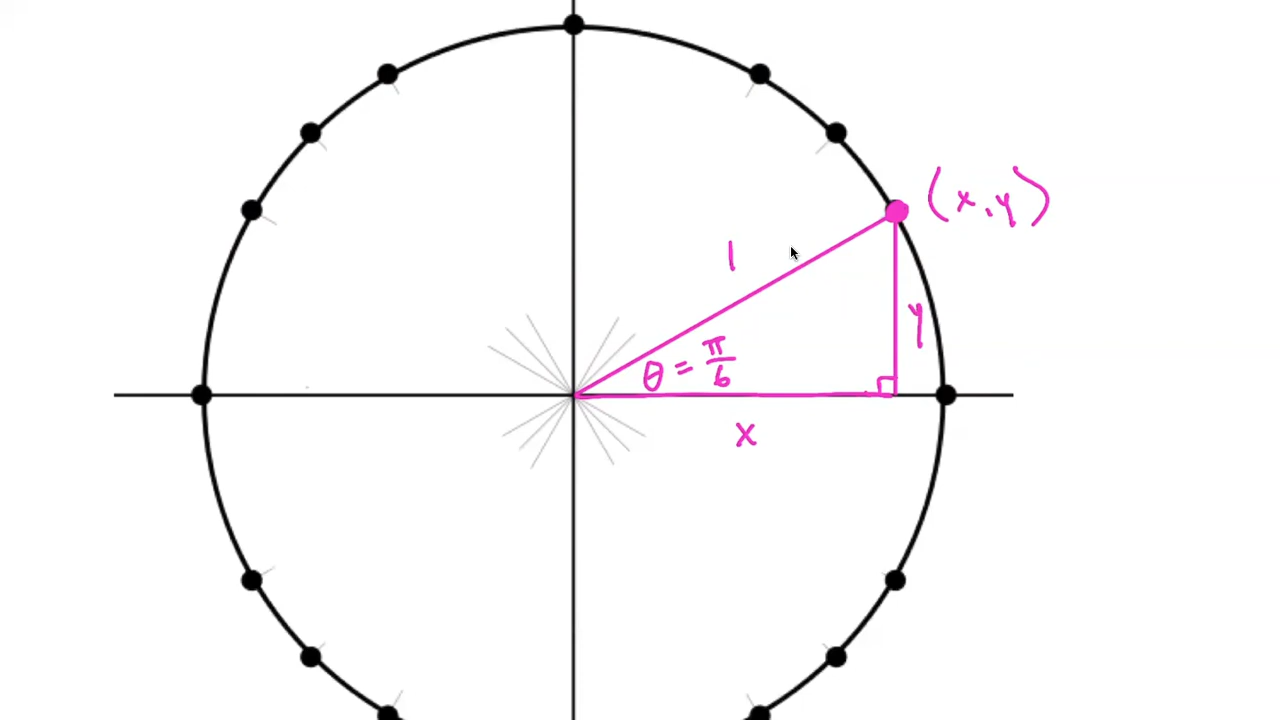 (x, y)
1
y
θ = π/6
x